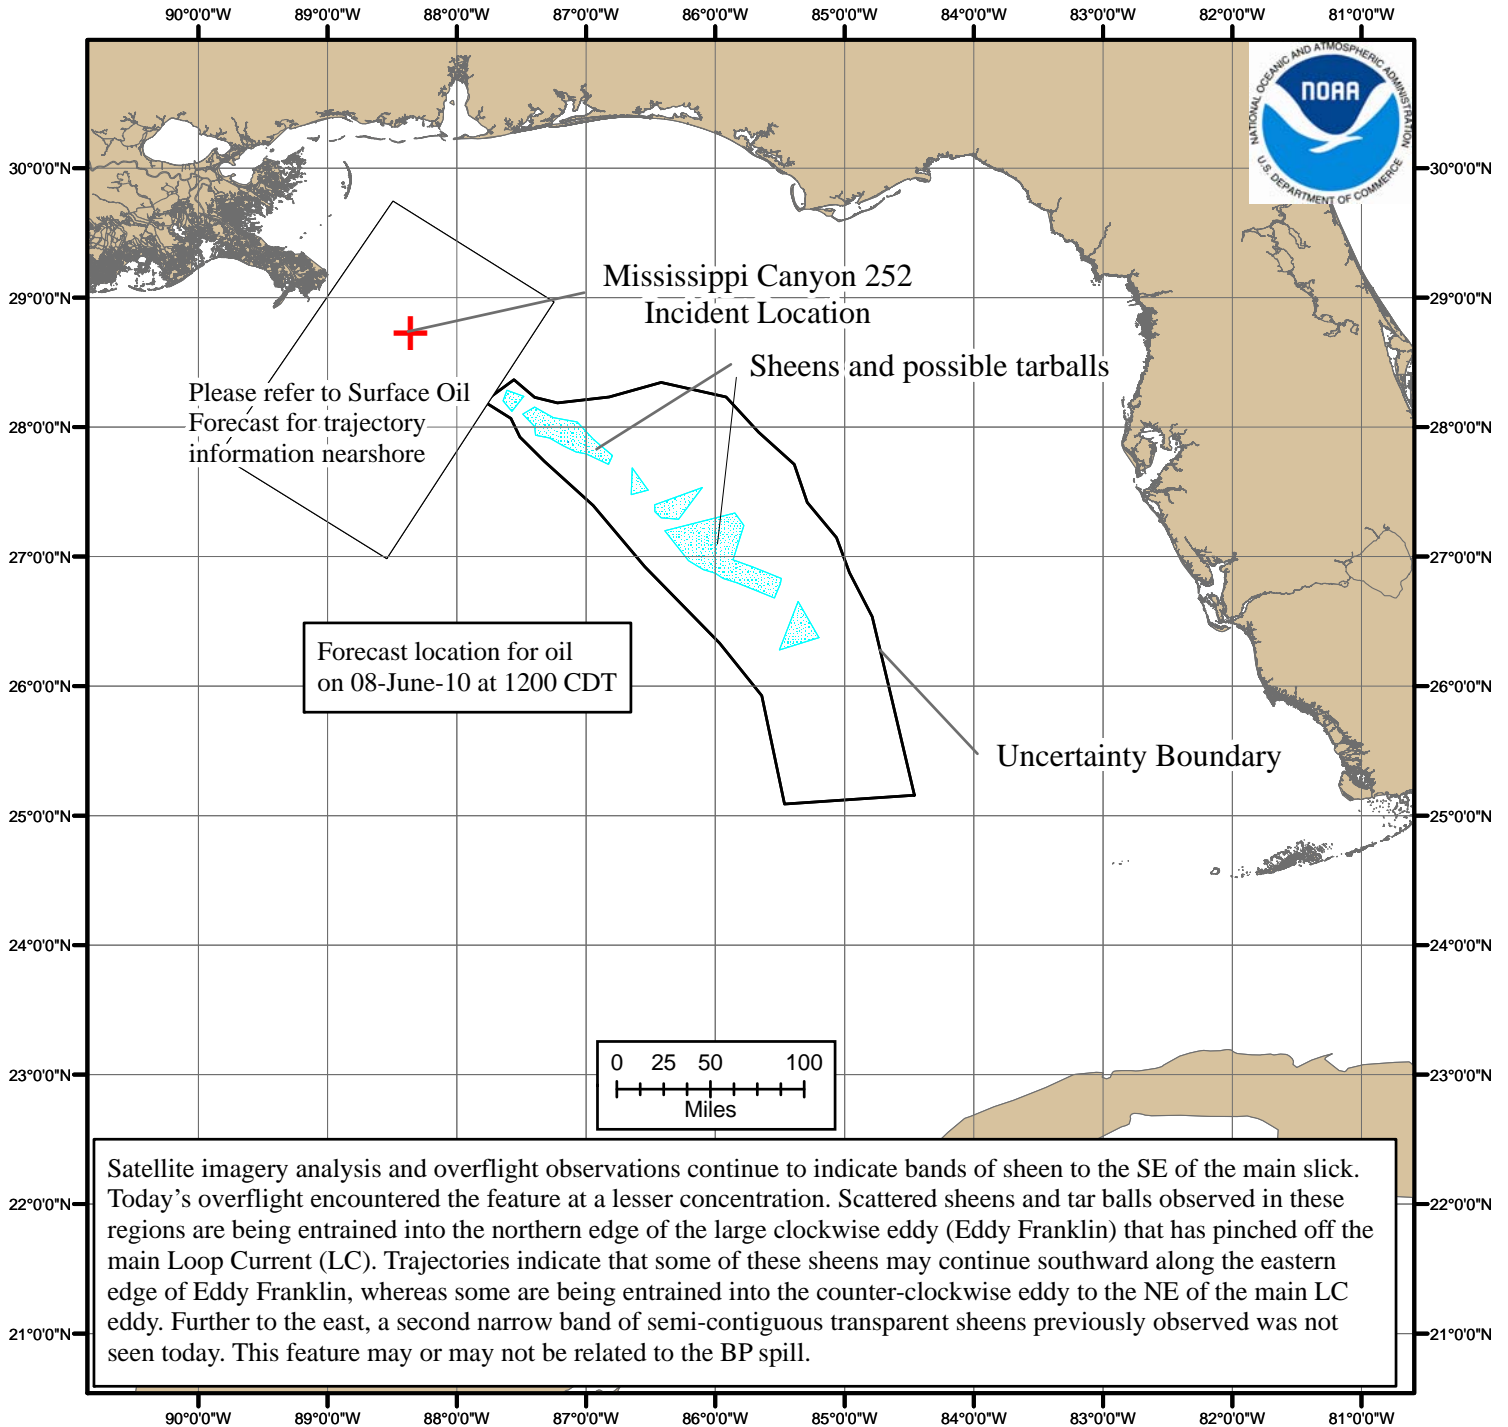 90°0'0"W 89°0'0"W 88°0'0"W 87°0'0"W 86°0'0"W 85°0'0"W 84°0'0"W 83°0'0"W 82°0'0"W 81°0'0"W
NATIONAL OCEANIC AND ATMOSPHERIC ADMINISTRATION
NOAA
U.S. DEPARTMENT OF COMMERCE
30°0'0"N 30°0'0"N
Mississippi Canyon 252
Incident Location
29°0'0"N 29°0'0"N
Sheens and possible tarballs
Please refer to Surface Oil
Forecast for trajectory
information nearshore
28°0'0"N 28°0'0"N
27°0'0"N 27°0'0"N
Forecast location for oil
on 08-June-10 at 1200 CDT
26°0'0"N 26°0'0"N
Uncertainty Boundary
25°0'0"N 25°0'0"N
24°0'0"N 24°0'0"N
23°0'0"N 23°0'0"N
0 25 50 100
Miles
Satellite imagery analysis and overflight observations continue to indicate bands of sheen to the SE of the main slick.
Today's overflight encountered the feature at a lesser concentration. Scattered sheens and tar balls observed in these
regions are being entrained into the northern edge of the large clockwise eddy (Eddy Franklin) that has pinched off the
main Loop Current (LC). Trajectories indicate that some of these sheens may continue southward along the eastern
edge of Eddy Franklin, whereas some are being entrained into the counter-clockwise eddy to the NE of the main LC
eddy. Further to the east, a second narrow band of semi-contiguous transparent sheens previously observed was not
seen today. This feature may or may not be related to the BP spill.
22°0'0"N 22°0'0"N
21°0'0"N 21°0'0"N
90°0'0"W 89°0'0"W 88°0'0"W 87°0'0"W 86°0'0"W 85°0'0"W 84°0'0"W 83°0'0"W 82°0'0"W 81°0'0"W